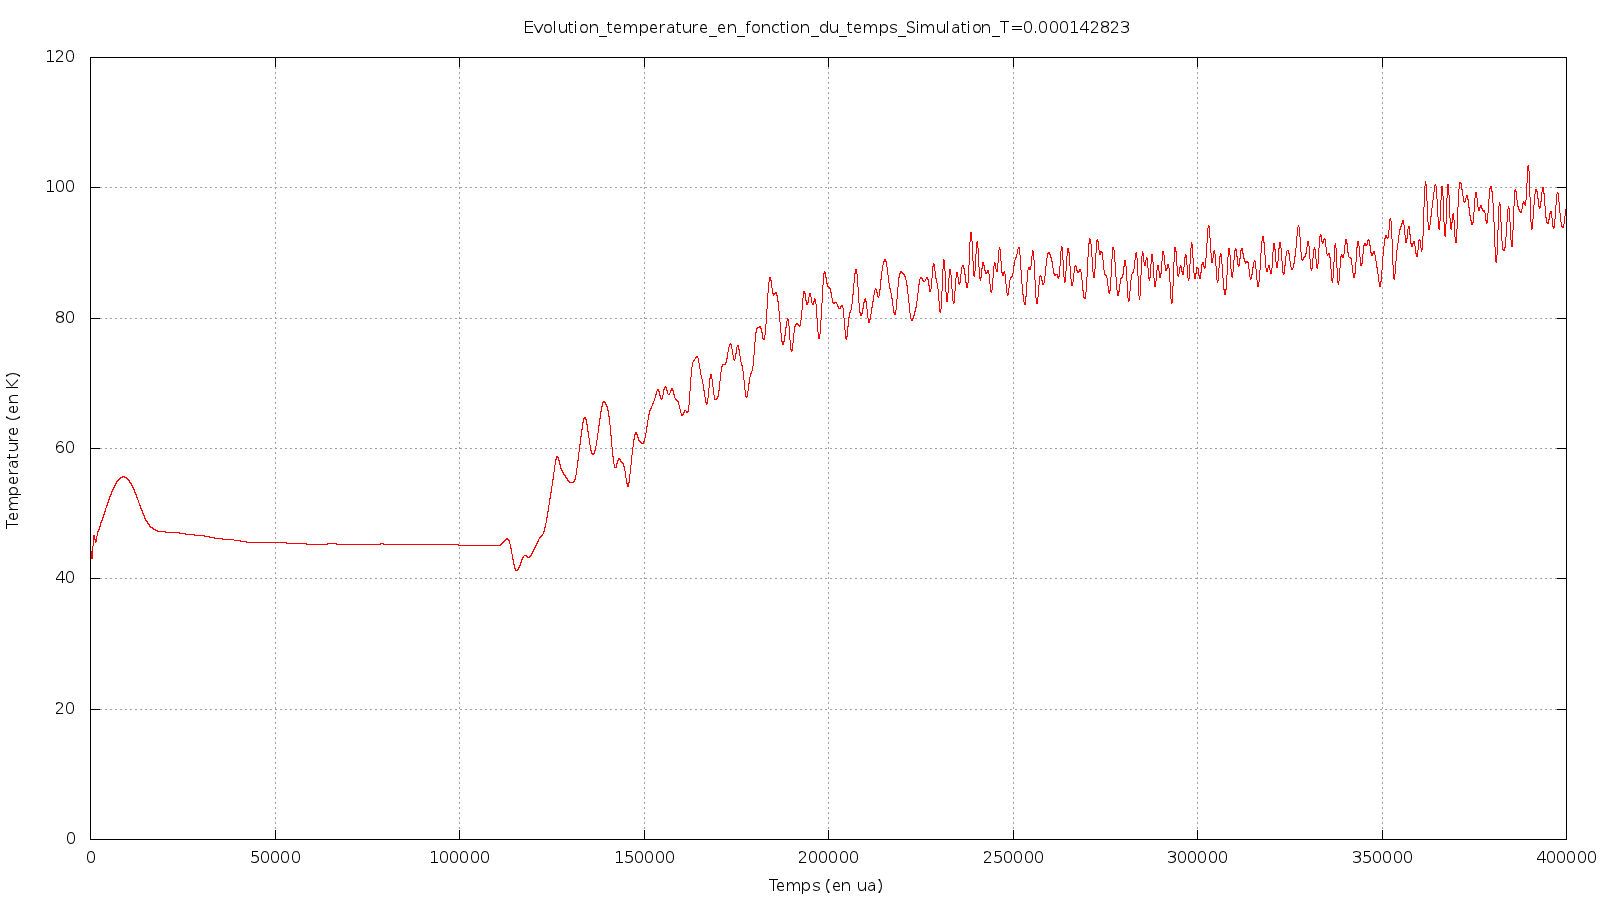 Evolution_temperature_en_fonction_du_temps_Simulation_T=0.000142823
120
100
80
60
40
20
0
Temperature (en K)
0 50000 100000 150000 200000 250000 300000 350000 400000
Temps (en ua)